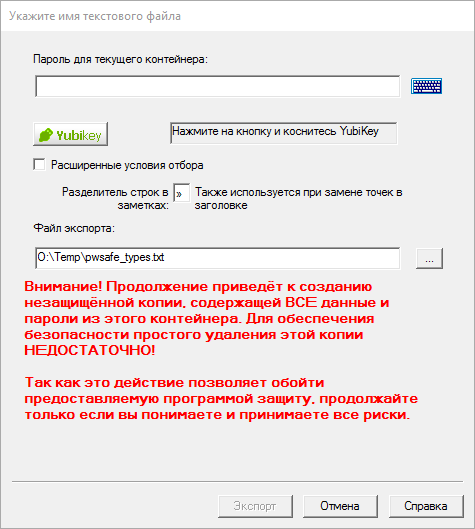 Укажите имя текстового файла
Пароль для текущего контейнера:
Yubikey
Нажмите на кнопку и коснитесь YubiKey
Расширенные условия отбора
Разделитель строк в
заметках:
»
Также используется при замене точек в
заголовке
Файл экспорта:
O:\Temp\pwsafe_types.txt
...
Внимание! Продолжение приведёт к созданию
незащищённой копии, содержащей ВСЕ данные и
пароли из этого контейнера. Для обеспечения
безопасности простого удаления этой копии
НЕДОСТАТОЧНО!
Так как это действие позволяет обойти
предоставляемую программой защиту, продолжайте
только если вы понимаете и принимаете все риски.
Экспорт
Отмена
Справка